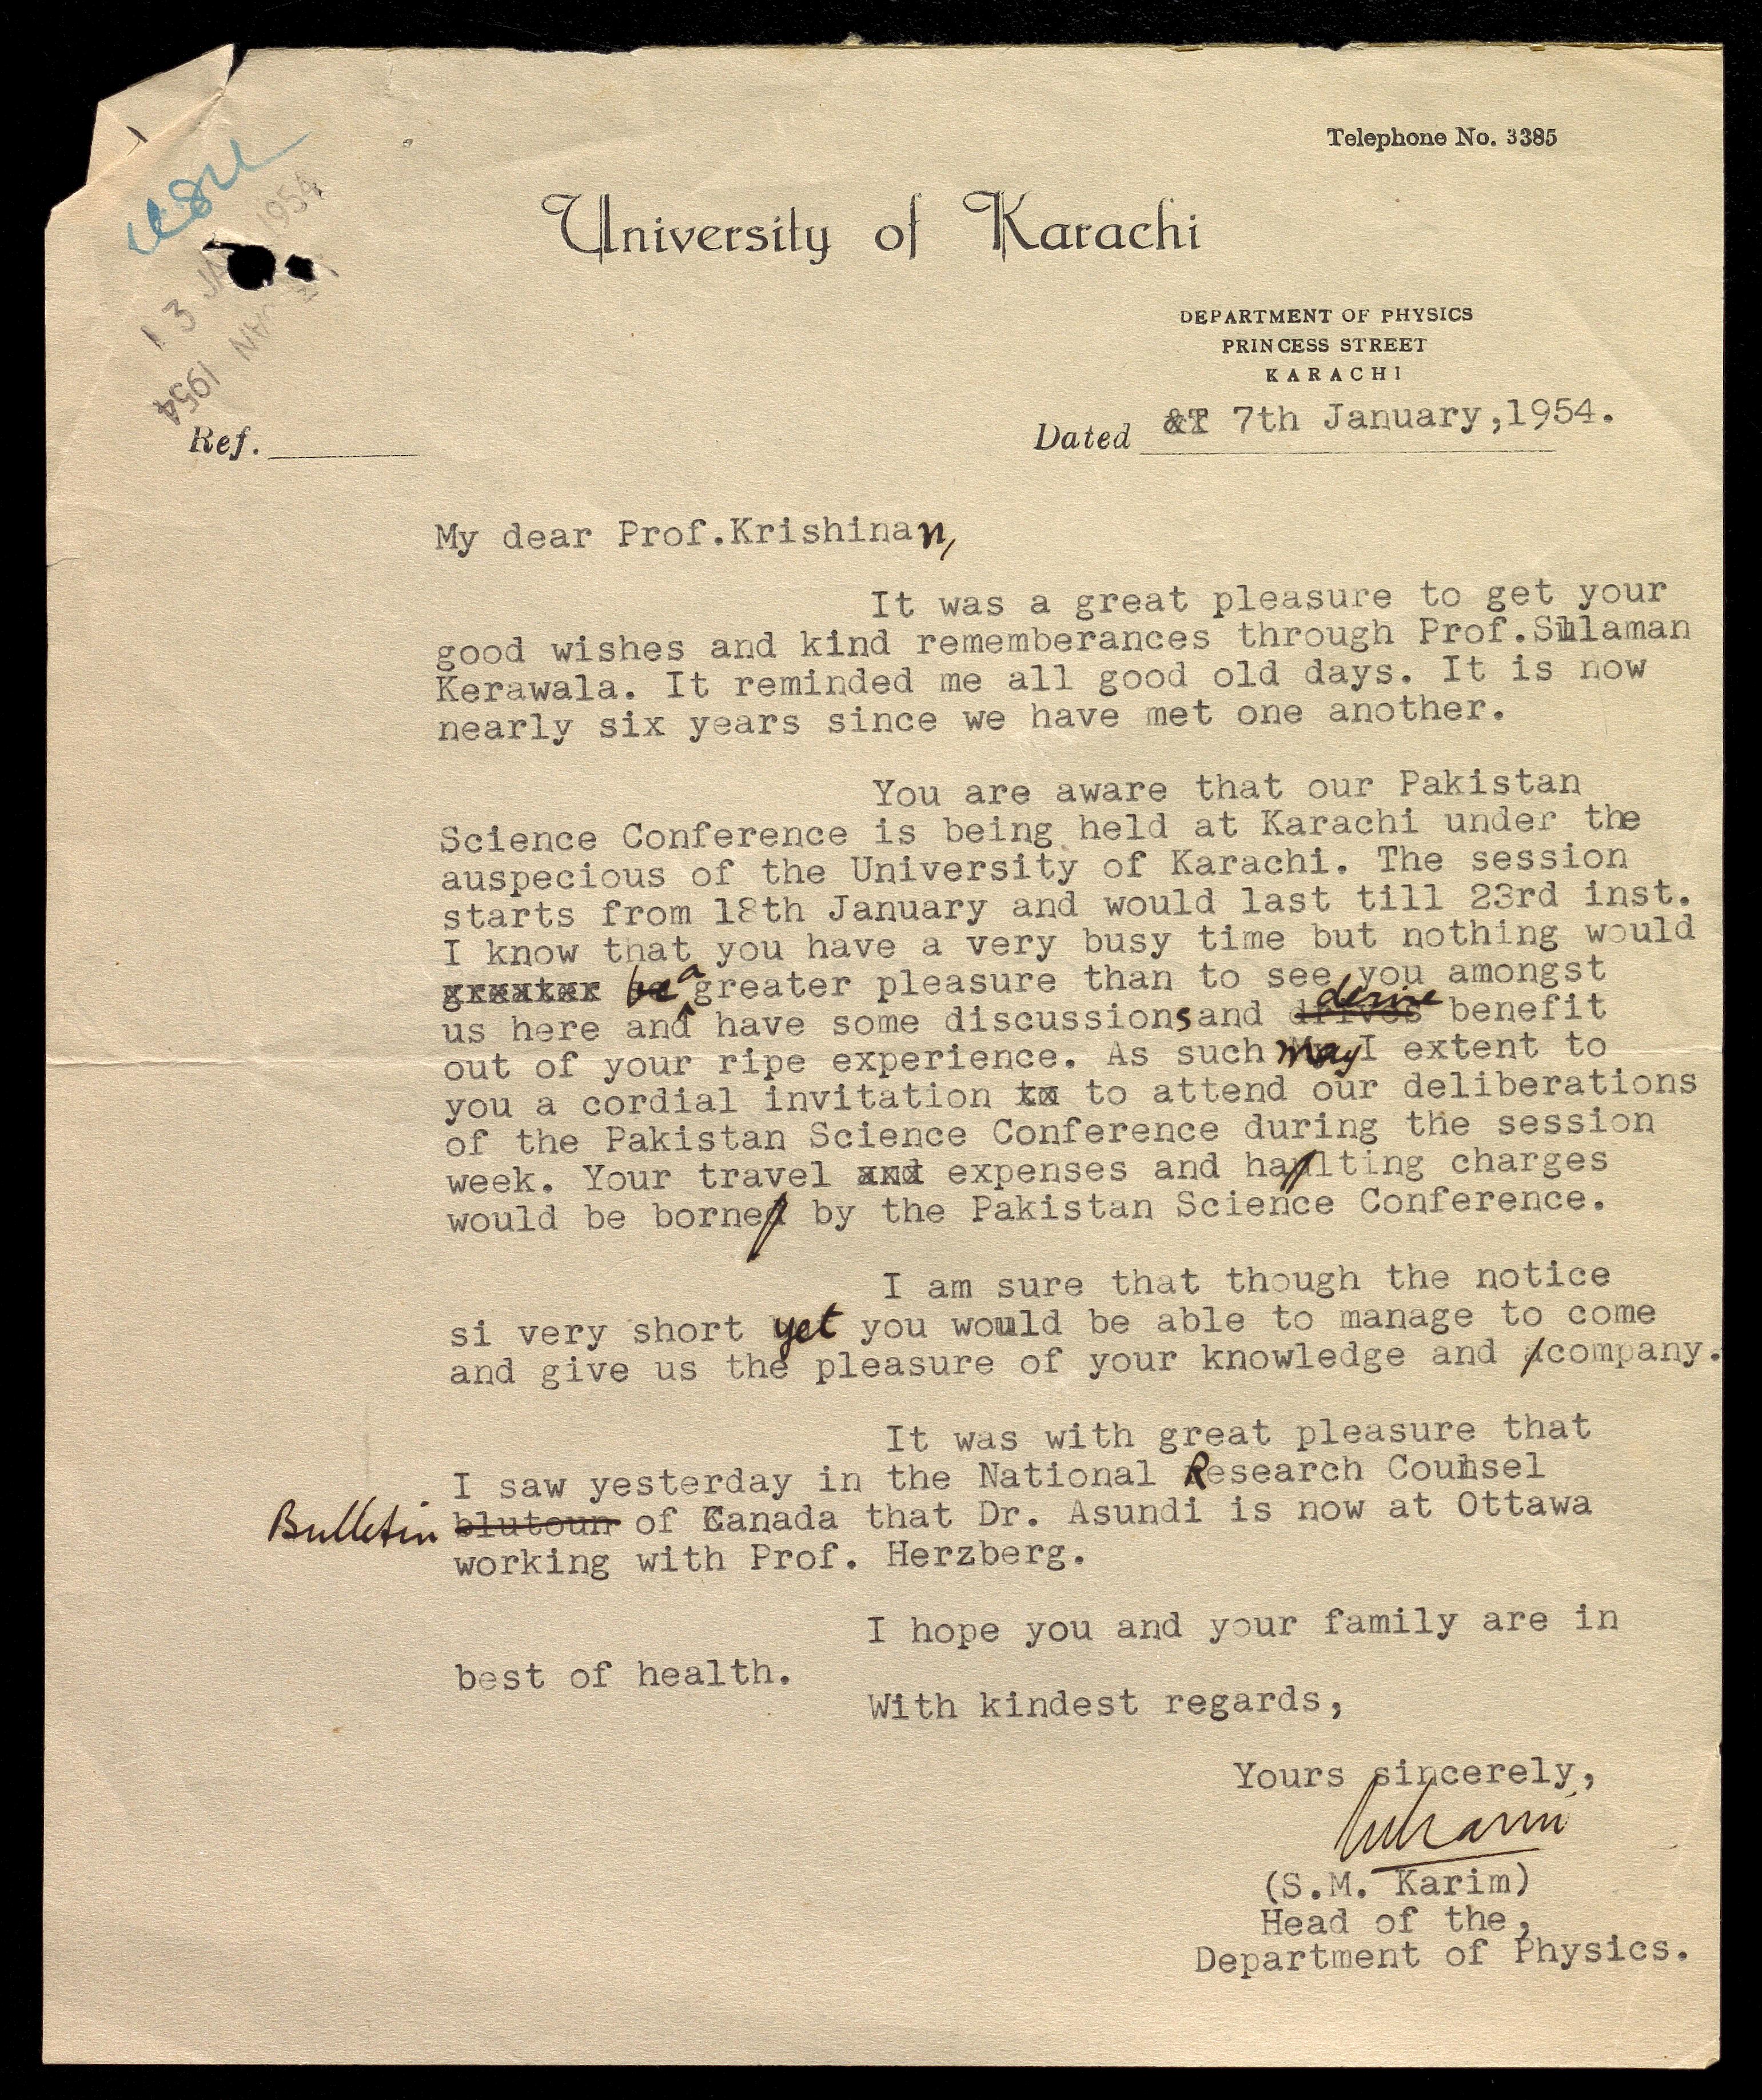 Telephone No. 3385
University of Karachi
DEPARTMENT OF PHYSICS
PRINCESS STREET
KARACHI
13 JAN 1954
JAN 1954
Ref.
Dated 7th January,1954.
My dear Prof.Krishinan,
It was a great pleasure to get your
good wishes and kind rememberances through Prof.Sulaman
Kerawala. It reminded me all good old days. It is now
nearly six years since we have met one another.
You are aware that our Pakistan
Science Conference is being held at Karachi under the
auspecious of the University of Karachi. The session
starts from 18th January and would last till 23rd inst.
I know that you have a very busy time but nothing would
greater be a greater pleasure than to see you amongst
us here and have some discussions and drives derive benefit
out of your ripe experience. As such may I extent to
you a cordial invitation to to attend our deliberations
of the Pakistan Science Conference during the session
week. Your travel and expenses and halting charges
would be borne by the Pakistan Science Conference.
I am sure that though the notice
si very short yet you would be able to manage to come
and give us the pleasure of your knowledge and company.
It was with great pleasure that
I saw yesterday in the National Research Counsel
Bulletin blutoun of Canada that Dr. Asundi is now at Ottawa
working with Prof. Herzberg.
I hope you and your family are in
best of health.
With kindest regards,
Yours sincerely,
(S.M. Karim)
Head of the,
Department of Physics.